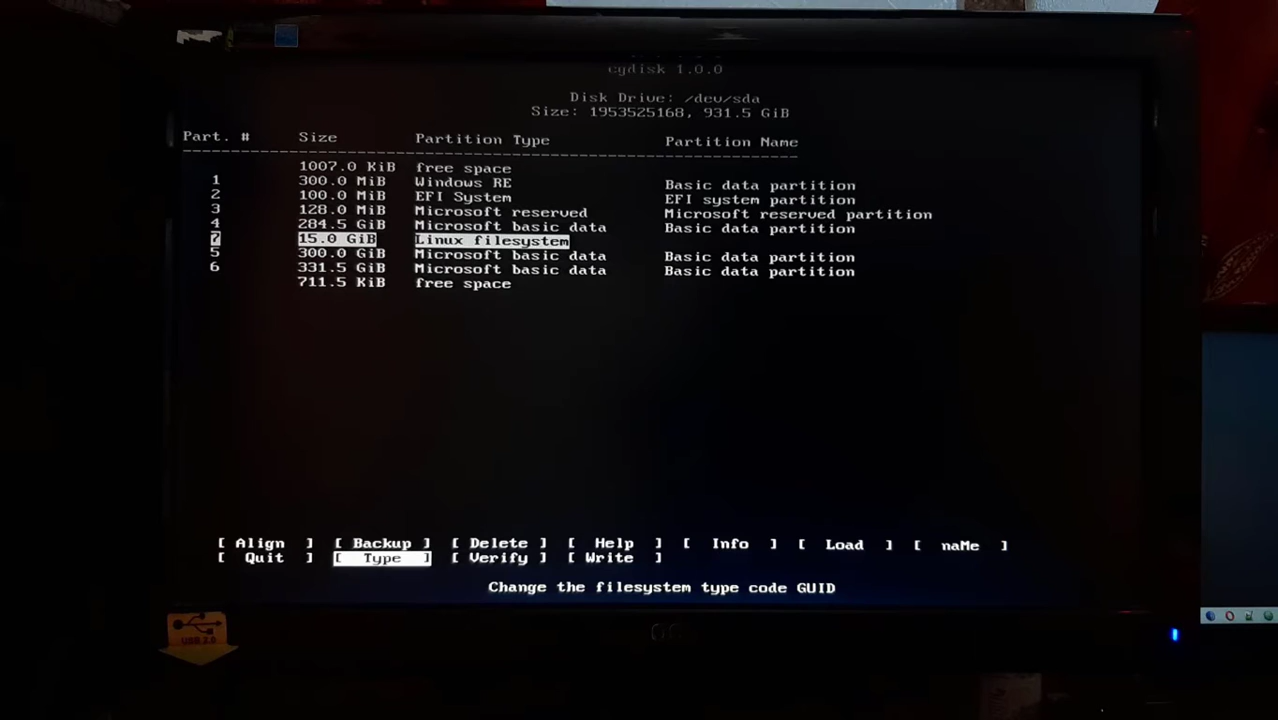 cgdisk 1.0.0
Disk Drive: /dev/sda
Size: 1953525168, 931.5 GiB
Part. # Size Partition Type Partition Name
1007.0 KiB free space
1 300.0 MiB Windows RE Basic data partition
2 100.0 MiB EFI System EFI system partition
3 128.0 MiB Microsoft reserved Microsoft reserved partition
4 284.5 GiB Microsoft basic data Basic data partition
7 15.0 GiB Linux filesystem
5 300.0 GiB Microsoft basic data Basic data partition
6 331.5 GiB Microsoft basic data Basic data partition
711.5 KiB free space
[ Align ] [ Backup ] [ Delete ] [ Help ] [ Info ] [ Load ] [ naMe ]
[ Quit ] [ Type ] [ Verify ] [ Write ]
Change the filesystem type code GUID
USB 2.0